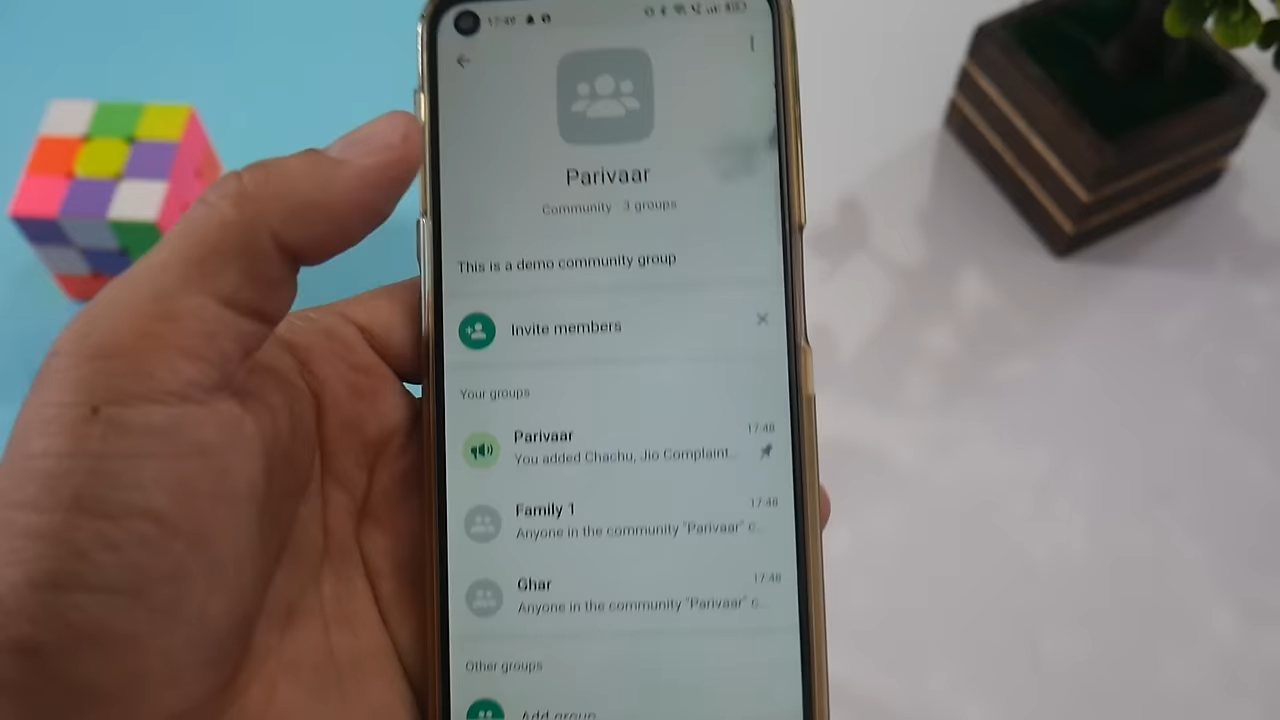 17:49
Parivaar
Community · 3 groups
This is a demo community group
Invite members
Your groups
Parivaar 17:48
You added Chachu, Jio Complaint...
Family 1 17:48
Anyone in the community "Parivaar" c...
Ghar 17:48
Anyone in the community "Parivaar" c...
Other groups
Add group